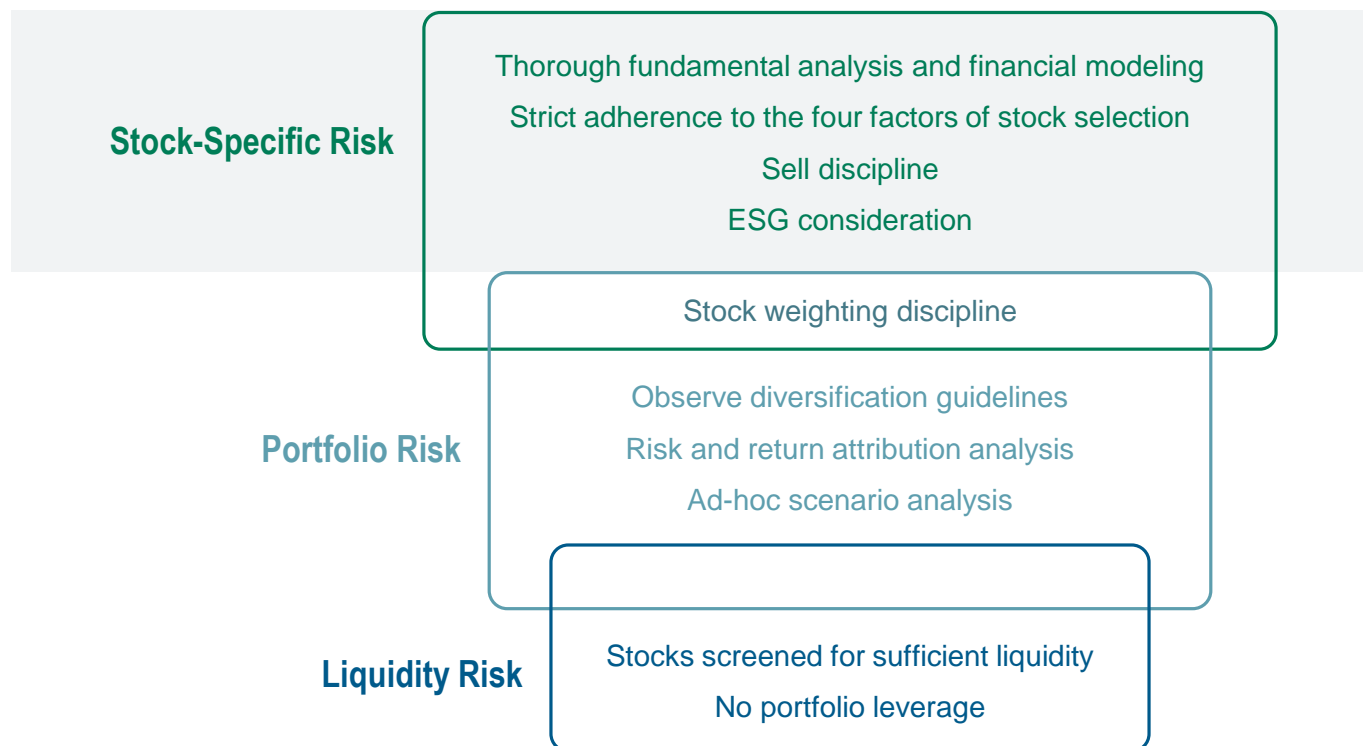 Thorough fundamental analysis and financial modeling
Strict adherence to the four factors of stock selection
Stock-Specific Risk
Sell discipline
ESG consideration
Stock weighting discipline
Observe diversification guidelines
Portfolio Risk
Risk and return attribution analysis
Ad-hoc scenario analysis
Liquidity Risk
Stocks screened for sufficient liquidity
No portfolio leverage